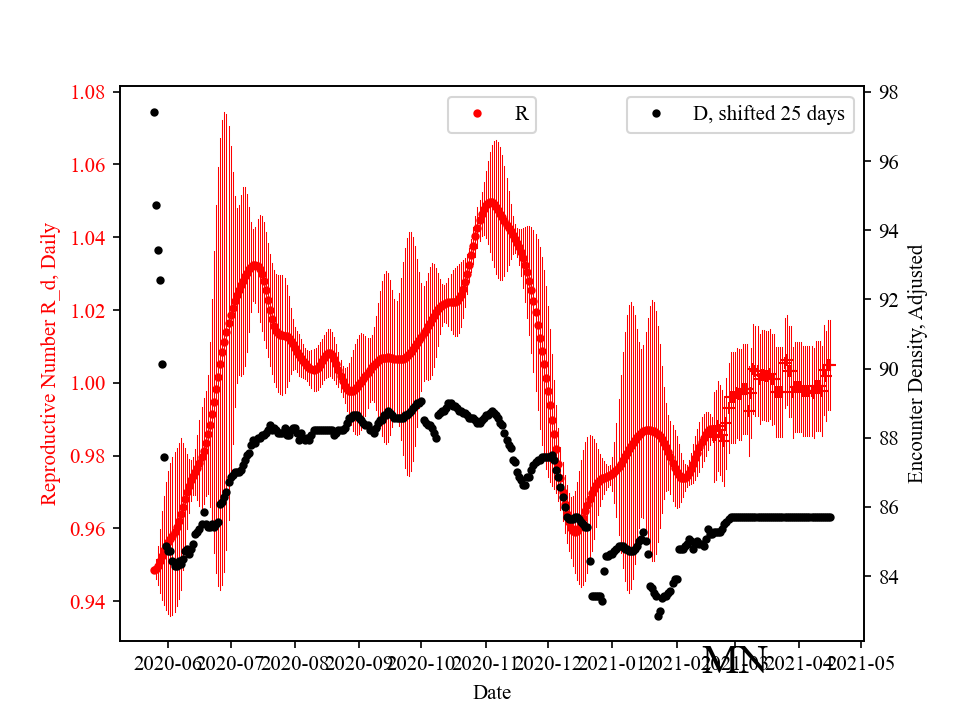 1.08
1.06
1.04
1.02
1.00
0.98
0.96
0.94
Reproductive Number R_d, Daily
R
D, shifted 25 days
98
96
94
92
90
88
86
84
Encounter Density, Adjusted
2020-06 2020-07 2020-08 2020-09 2020-10 2020-11 2020-12 2021-01 2021-02 2021-03 2021-04 2021-05
MN
Date